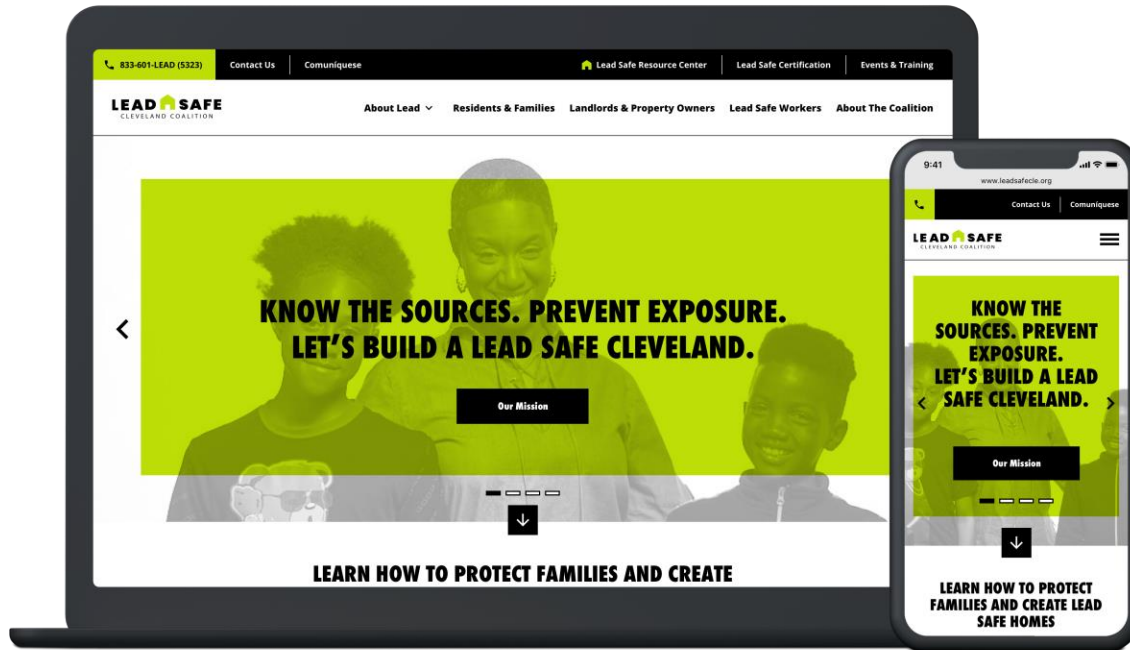 833-601-LEAD (5323) Contact Us Comuníquese Lead Safe Resource Center Lead Safe Certification Events & Training
LEAD SAFE
CLEVELAND COALITION
About Lead Residents & Families Landlords & Property Owners Lead Safe Workers About The Coalition
KNOW THE SOURCES. PREVENT EXPOSURE.
LET'S BUILD A LEAD SAFE CLEVELAND.
Our Mission
LEARN HOW TO PROTECT FAMILIES AND CREATE
9:41
www.leadsafecle.org
Contact Us Comuníquese
LEAD SAFE
CLEVELAND COALITION
KNOW THE
SOURCES. PREVENT
EXPOSURE.
LET'S BUILD A LEAD
SAFE CLEVELAND.
Our Mission
LEARN HOW TO PROTECT
FAMILIES AND CREATE LEAD
SAFE HOMES